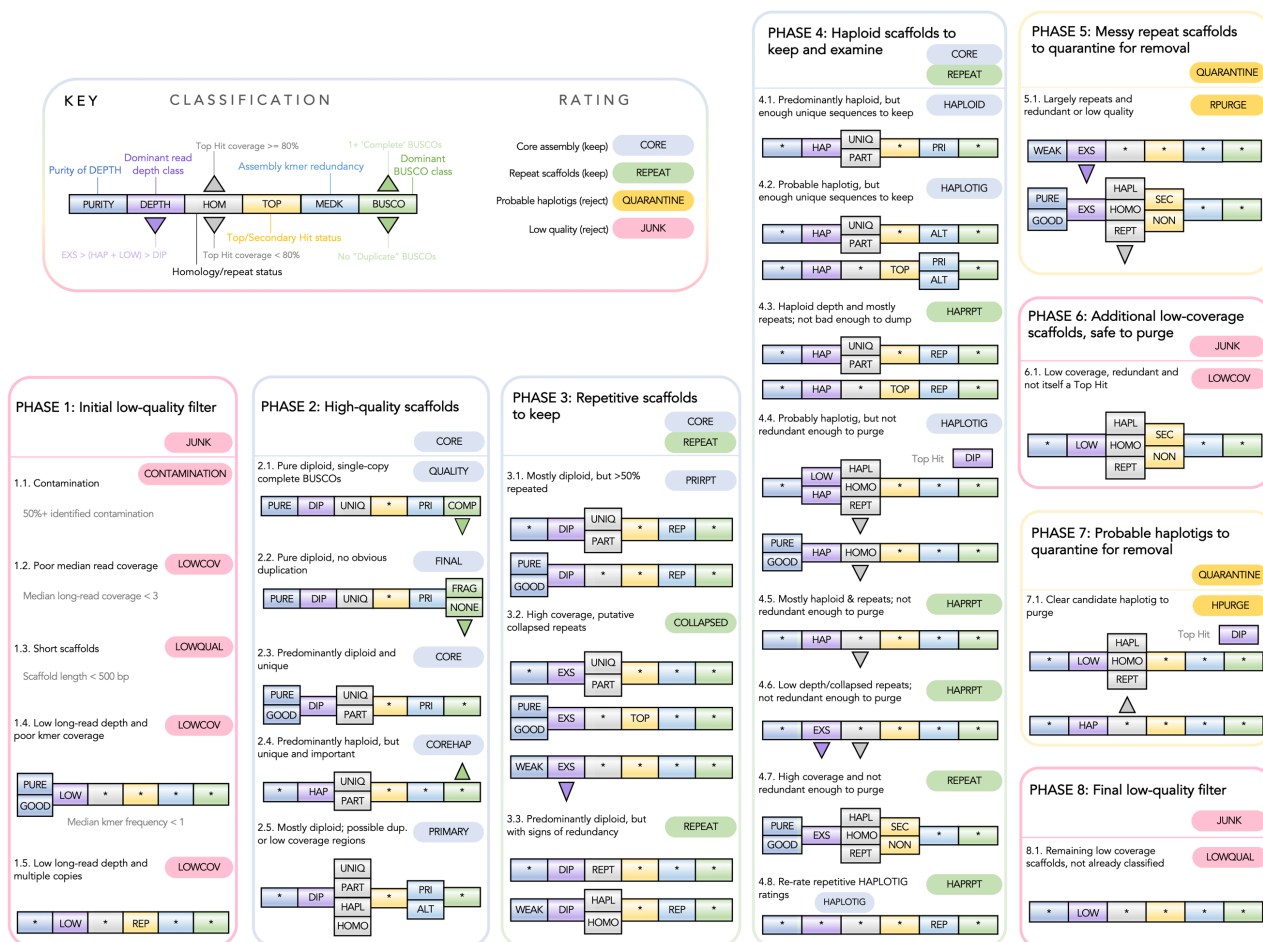 KEY
CLASSIFICATION
RATING
Top Hit coverage >= 80%
1+ 'Complete' BUSCOs
Purity of DEPTH
Dominant read
depth class
Assembly kmer redundancy
Dominant
BUSCO class
PURITY DEPTH HOM TOP MEDK BUSCO
Top/Secondary Hit status
EXS > (HAP + LOW) > DIP
Top Hit coverage < 80%
No "Duplicate" BUSCOs
Homology/repeat status
Core assembly (keep) CORE
Repeat scaffolds (keep) REPEAT
Probable haplotigs (reject) QUARANTINE
Low quality (reject) JUNK
PHASE 1: Initial low-quality filter
JUNK
CONTAMINATION
1.1. Contamination
50%+ identified contamination
1.2. Poor median read coverage LOWCOV
Median long-read coverage < 3
1.3. Short scaffolds LOWQUAL
Scaffold length < 500 bp
1.4. Low long-read depth and
poor kmer coverage
LOWCOV
PURE
GOOD
LOW * * * *
Median kmer frequency < 1
1.5. Low long-read depth and
multiple copies
LOWCOV
* LOW * REP * *
PHASE 2: High-quality scaffolds
CORE
2.1. Pure diploid, single-copy
complete BUSCOs
QUALITY
PURE DIP UNIQ * PRI COMP
2.2. Pure diploid, no obvious
duplication
FINAL
PURE DIP UNIQ * PRI
FRAG
NONE
2.3. Predominantly diploid and
unique
CORE
PURE
GOOD
DIP
UNIQ
PART
* PRI *
2.4. Predominantly haploid, but
unique and important
COREHAP
* HAP
UNIQ
PART
* * *
2.5. Mostly diploid; possible dup.
or low coverage regions
PRIMARY
* DIP
UNIQ
PART
HAPL
HOMO
*
PRI
ALT
*
PHASE 3: Repetitive scaffolds
to keep
CORE
REPEAT
3.1. Mostly diploid, but >50%
repeated
PRIRPT
* DIP
UNIQ
PART
* REP *
PURE
GOOD
DIP * * REP *
3.2. High coverage, putative
collapsed repeats
COLLAPSED
* EXS
UNIQ
PART
* * *
PURE
GOOD
EXS * TOP * *
WEAK EXS * * * *
3.3. Predominantly diploid, but
with signs of redundancy
REPEAT
* DIP REPT * * *
WEAK DIP
HAPL
HOMO
* REP *
PHASE 4: Haploid scaffolds to
keep and examine
CORE
REPEAT
4.1. Predominantly haploid, but
enough unique sequences to keep
HAPLOID
* HAP
UNIQ
PART
* PRI *
4.2. Probable haplotig, but
enough unique sequences to keep
HAPLOTIG
* HAP
UNIQ
PART
* ALT *
* HAP * TOP
PRI
ALT
*
4.3. Haploid depth and mostly
repeats; not bad enough to dump
HAPRPT
* HAP
UNIQ
PART
* REP *
* HAP * TOP REP *
4.4. Probably haplotig, but not
redundant enough to purge
HAPLOTIG
Top Hit DIP
*
LOW
HAP
HAPL
HOMO
REPT
* * *
PURE
GOOD
HAP HOMO * * *
4.5. Mostly haploid & repeats; not
redundant enough to purge
HAPRPT
* HAP * * * *
4.6. Low depth/collapsed repeats;
not redundant enough to purge
HAPRPT
* EXS * * * *
4.7. High coverage and not
redundant enough to purge
REPEAT
PURE
GOOD
EXS
HAPL
HOMO
REPT
SEC
NON
* *
4.8. Re-rate repetitive HAPLOTIG
ratings
HAPRPT
HAPLOTIG
* * * * REP *
PHASE 5: Messy repeat scaffolds
to quarantine for removal
QUARANTINE
5.1. Largely repeats and
redundant or low quality
RPURGE
WEAK EXS * * * *
PURE
GOOD
EXS
HAPL
HOMO
REPT
SEC
NON
* *
PHASE 6: Additional low-coverage
scaffolds, safe to purge
JUNK
6.1. Low coverage, redundant and
not itself a Top Hit
LOWCOV
* LOW
HAPL
HOMO
REPT
SEC
NON
* *
PHASE 7: Probable haplotigs to
quarantine for removal
QUARANTINE
7.1. Clear candidate haplotig to
purge
HPURGE
Top Hit DIP
* LOW
HAPL
HOMO
REPT
* * *
* HAP * * * *
PHASE 8: Final low-quality filter
JUNK
8.1. Remaining low coverage
scaffolds, not already classified
LOWQUAL
* LOW * * * *